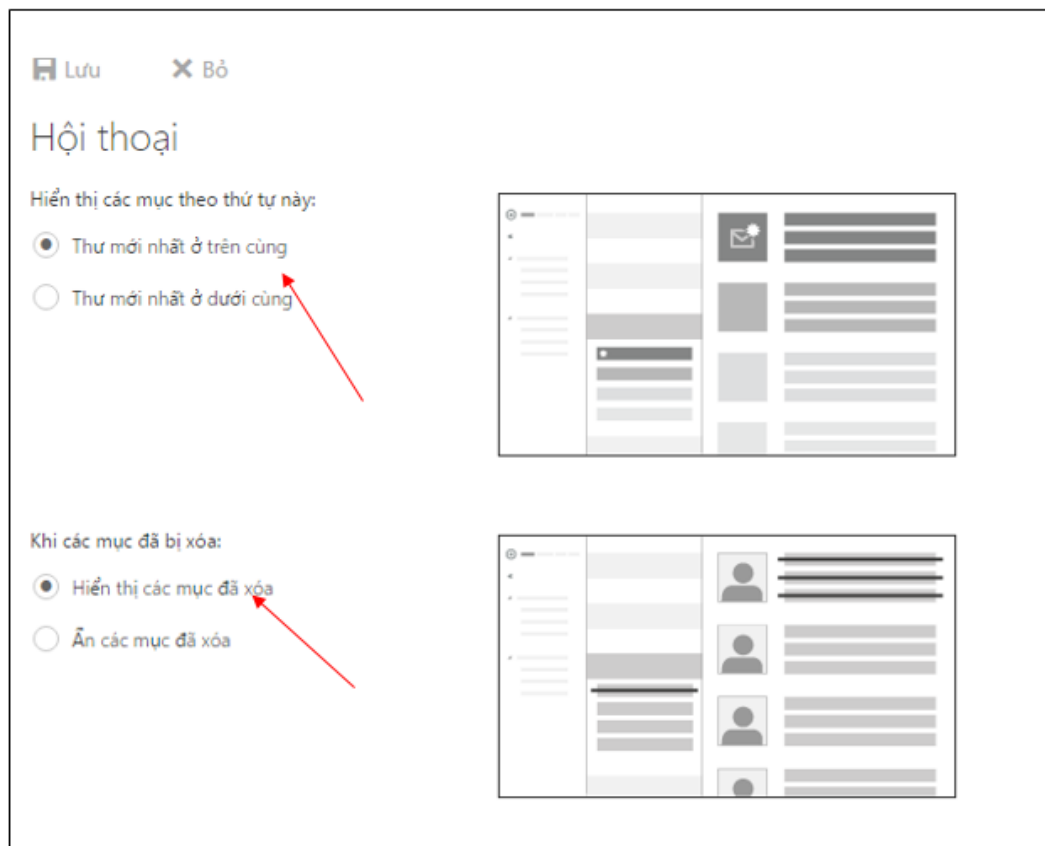 Lưu Bỏ
Hội thoại
Hiển thị các mục theo thứ tự này:
Thư mới nhất ở trên cùng
Thư mới nhất ở dưới cùng
Khi các mục đã bị xóa:
Hiển thị các mục đã xóa
Ẩn các mục đã xóa